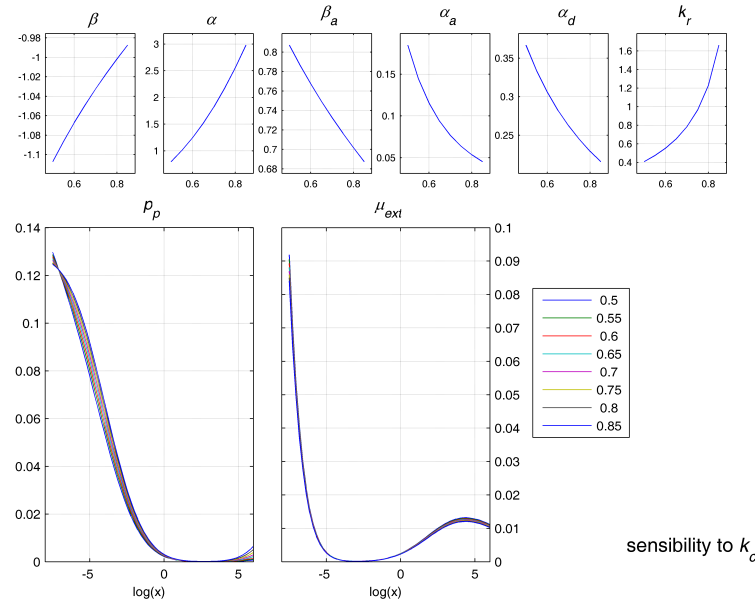 β α β_a α_a α_d k_r
-0.98 3 0.8
-1 0.78 0.35 1.6
-1.02 2.5 0.76 0.15 1.4
-1.04 2 0.74 1.2
-1.06 1.5 0.72 0.1 0.25 1
-1.08 1 0.7 0.05 0.8
-1.1 0.68 0.6
0.4
0.6 0.8 0.6 0.8 0.6 0.8 0.6 0.8 0.6 0.8 0.6 0.8
p_p μ_ext
0.14 0.1
0.12 0.09
0.1 0.08
0.08 0.07
0.06 0.06
0.04 0.05
0.02 0.04
0 0.03
0.02
0.01
0
-5 0 5 -5 0 5
log(x) log(x)
0.5
0.55
0.6
0.65
0.7
0.75
0.8
0.85
sensibility to k